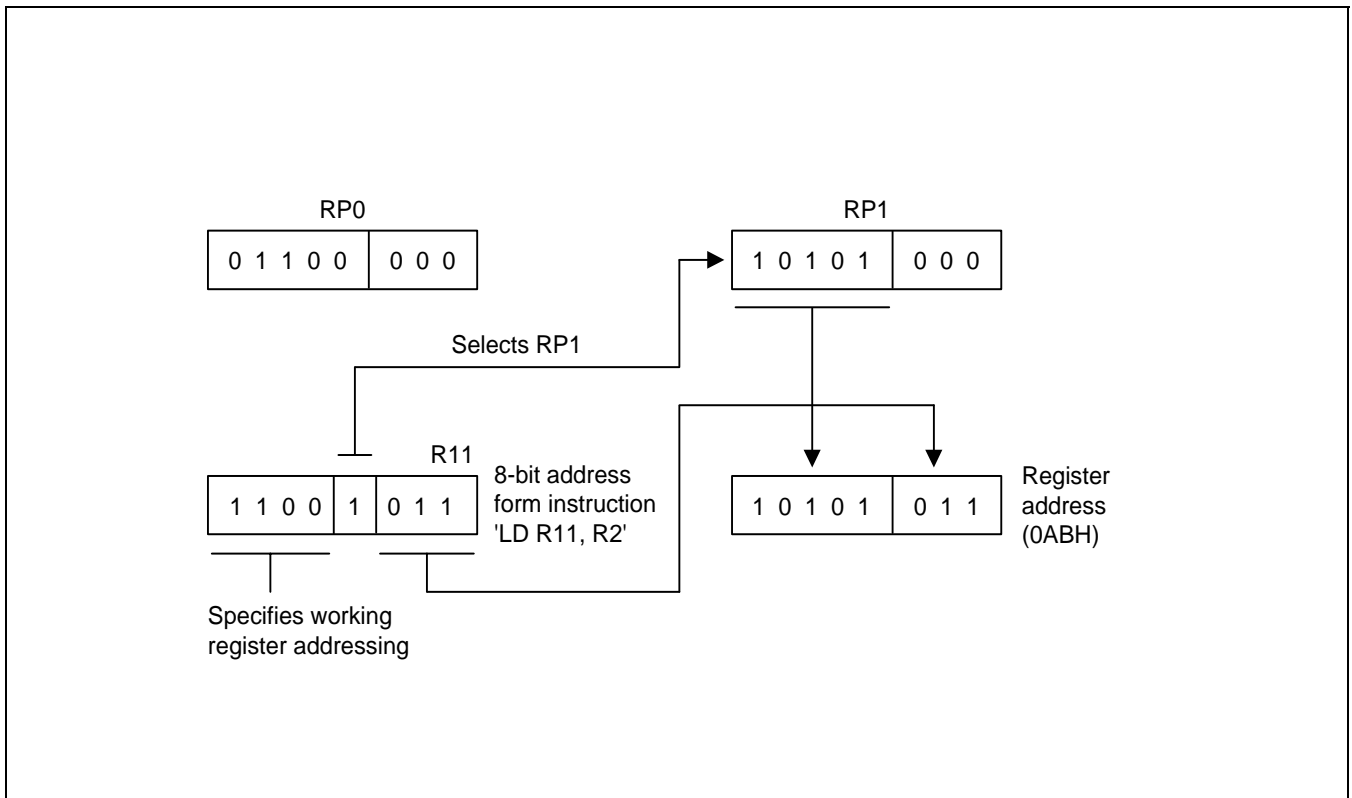 RP0
0 1 1 0 0 0 0 0
RP1
1 0 1 0 1 0 0 0
Selects RP1
R11
1 1 0 0 1 0 1 1
8-bit address
form instruction
'LD R11, R2'
1 0 1 0 1 0 1 1
Register
address
(0ABH)
Specifies working
register addressing